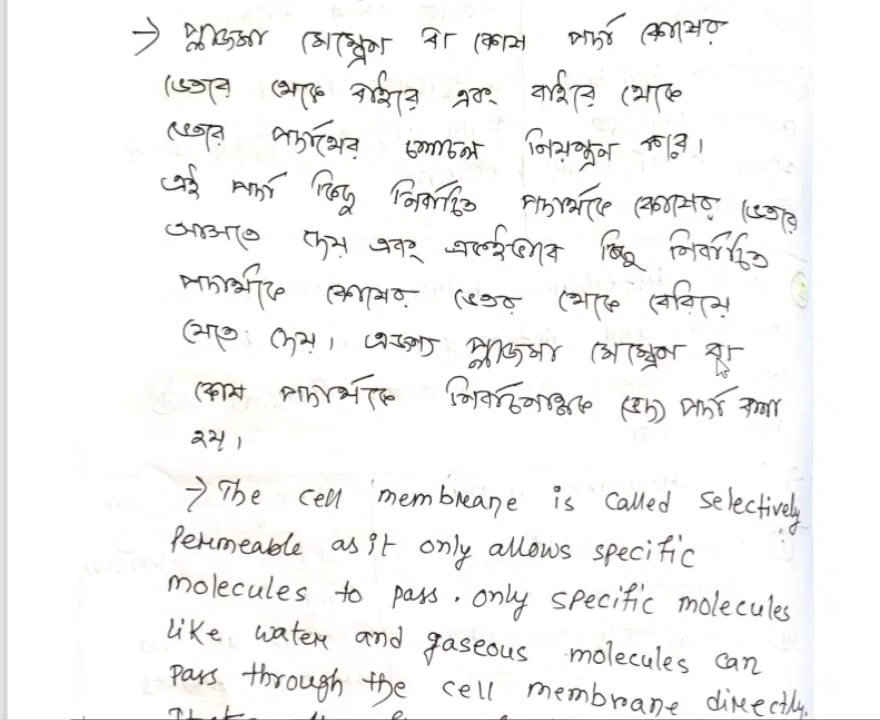 → প্লাজমা মেমব্রেন বা কোষ পর্দা কোষের
ভেতর থেকে বাইরে এবং বাইরে থেকে
ভেতর পদার্থের চলাচল নিয়ন্ত্রন করে।
এই পর্দা কিছু নির্বাচিত পদার্থকে কোষের ভেতরে
আসতে দেয় এবং একইভাবে কিছু নির্বাচিত
পদার্থকে কোষের ভেতর থেকে বেরিয়ে
যেতে দেয়। এজন্য প্লাজমা মেমব্রেন বা
কোষ পদার্থকে নির্বাচনাত্মক ভেদ্য পর্দা বলা
হয়।
→ The cell membrane is called selectively
Permeable as it only allows specific
molecules to pass. only specific molecules
like water and gaseous molecules can
pass through the cell membrane directly.